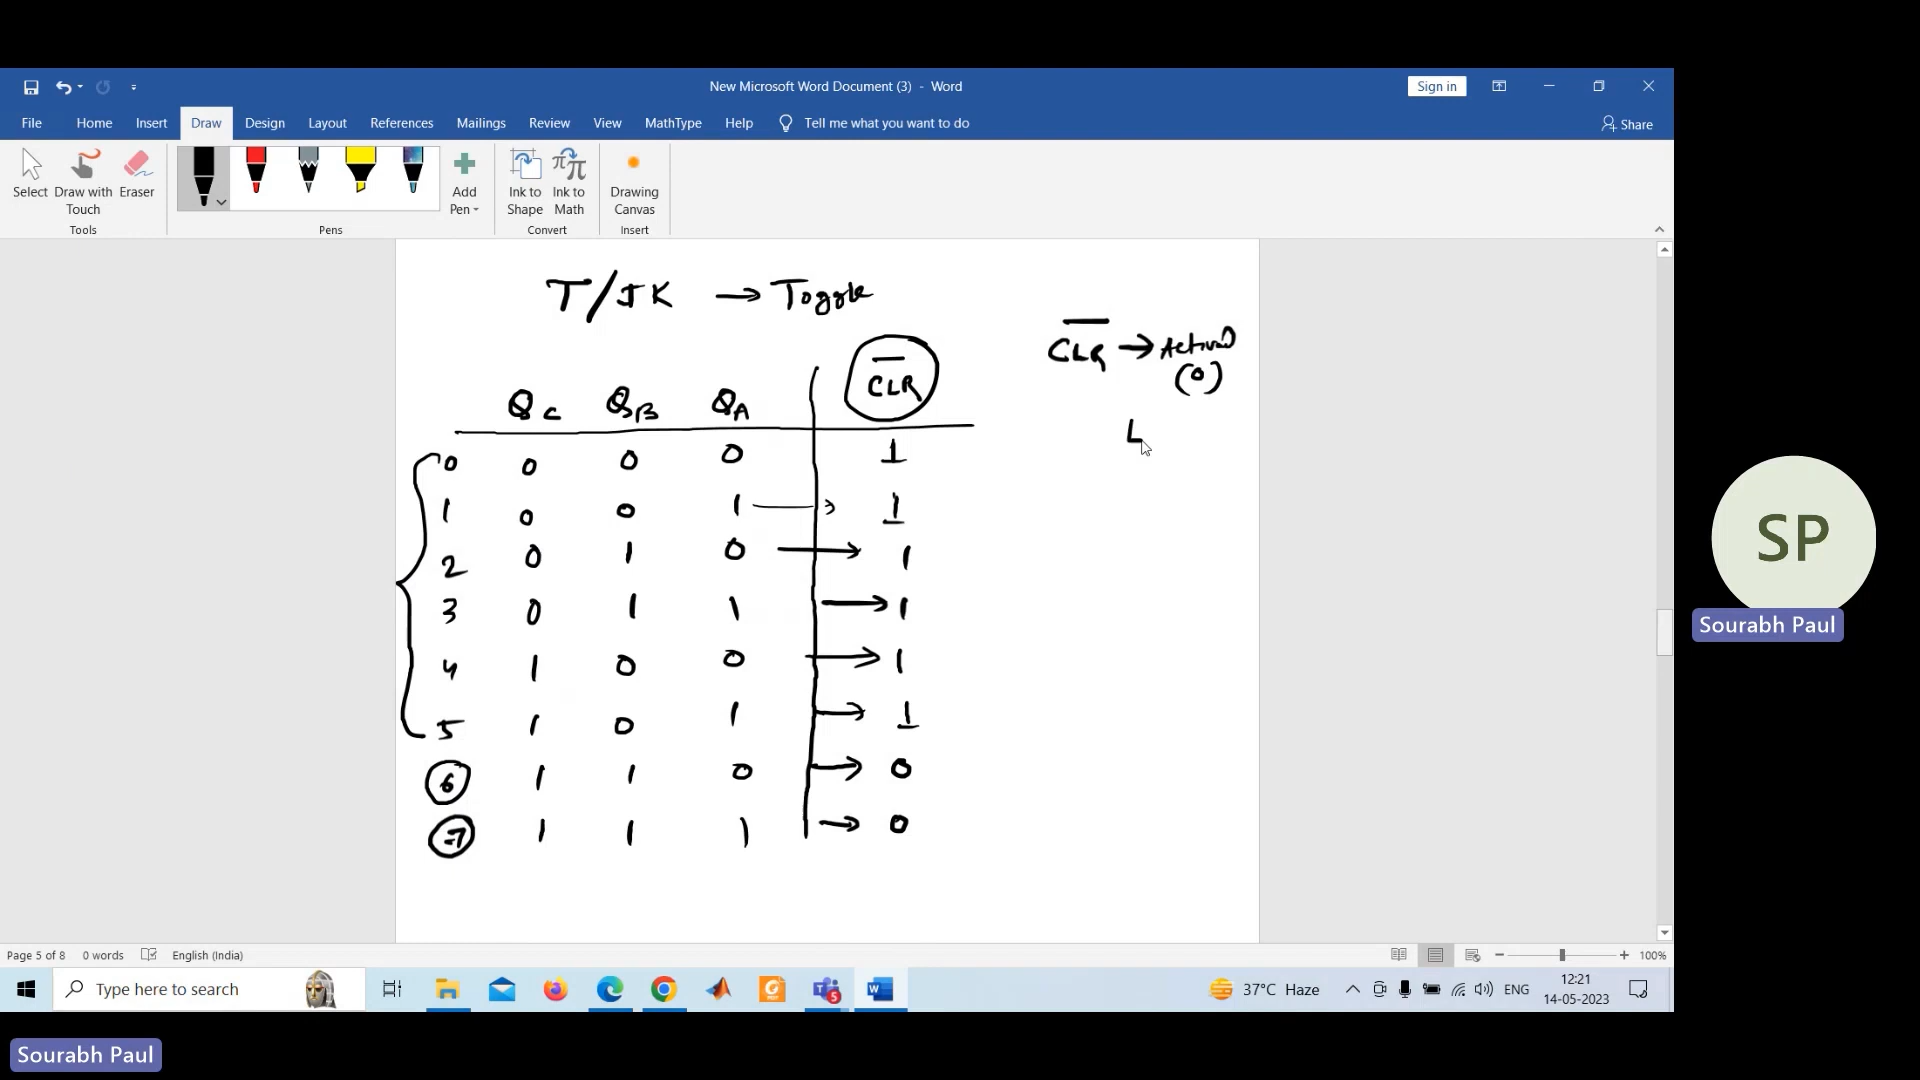 New Microsoft Word Document (3) - Word
Sign in
File Home Insert Draw Design Layout References Mailings Review View MathType Help Tell me what you want to do
Share
Select Draw with Touch Eraser
Add Pen
Ink to Shape Ink to Math
Drawing Canvas
Tools Pens Convert Insert
T/JK → Toggle
CLR → Active
(0)
Q_C Q_B Q_A CLR
L
0 0 0 0 1
1 0 0 1 → 1
2 0 1 0 → 1
3 0 1 1 → 1
4 1 0 0 → 1
5 1 0 1 → 1
6 1 1 0 → 0
7 1 1 1 → 0
SP
Sourabh Paul
Page 5 of 8 0 words English (India) 100%
Type here to search
5
37°C Haze
ENG
12:21
14-05-2023
Sourabh Paul